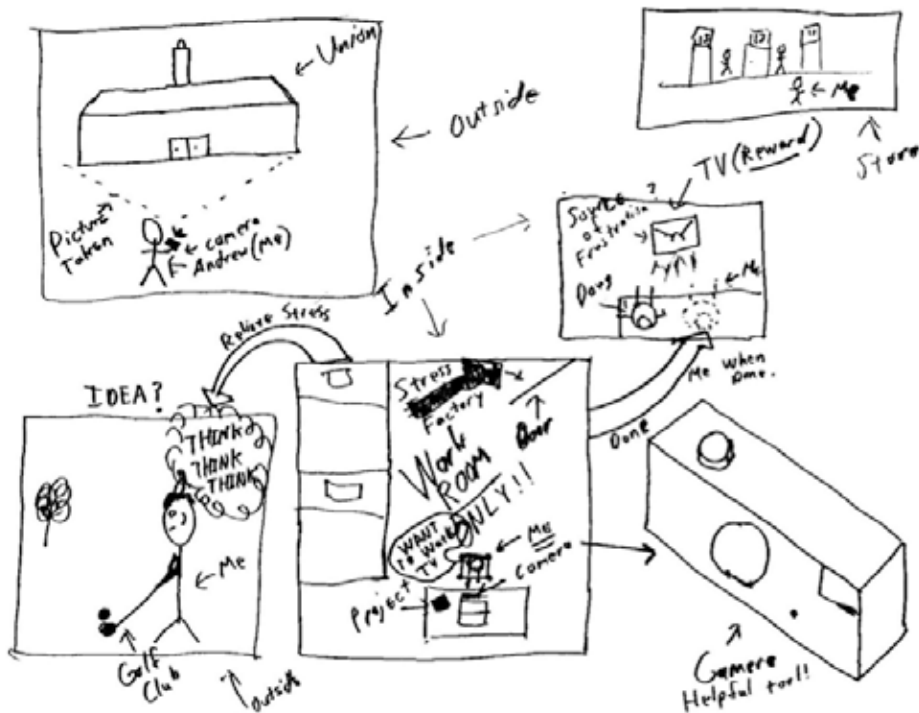 Union
Outside
Picture
Taken
camera
Andrew (Me)
Me
Store
TV (Reward)
Source
of
Frustration?
Me
Doug
Inside
Relieve Stress
Me When
Done.
Done
IDEA?
THINK
THINK
THINK
Me
Golf
Club
Outside
Stress
Factory
Door
Work
ROOM
ONLY!!
WANT
to Watch
TV
Me
Camera
Project
Camera
Helpful tool!